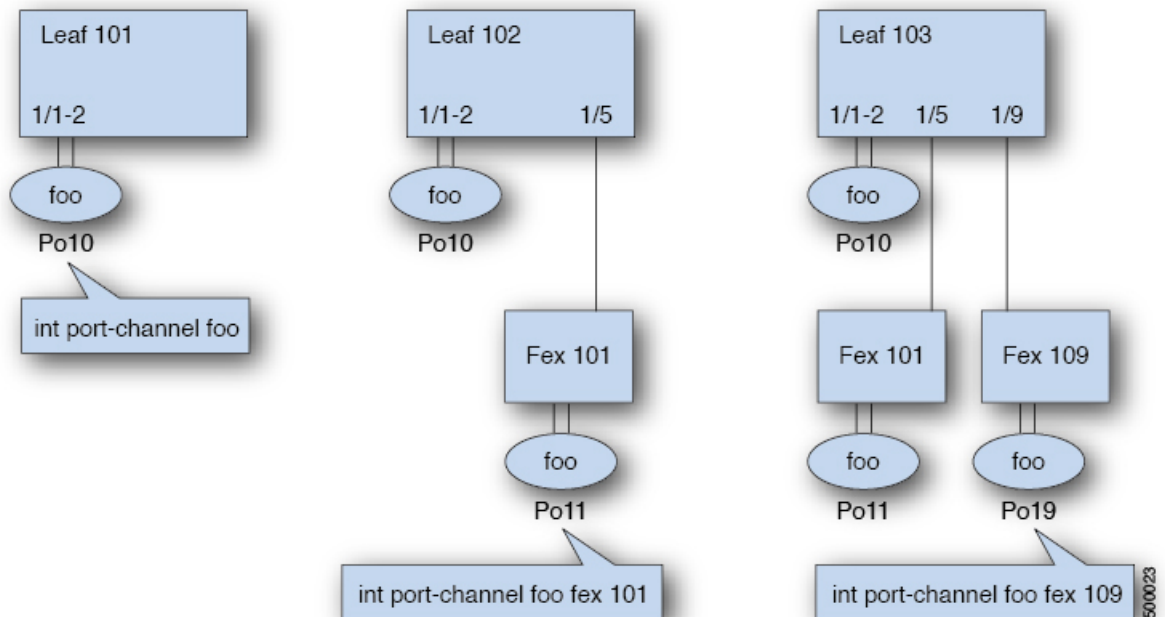 Leaf 101
1/1-2
foo
Po10
int port-channel foo
Leaf 102
1/1-2 1/5
foo
Po10
Fex 101
foo
Po11
int port-channel foo fex 101
Leaf 103
1/1-2 1/5 1/9
foo
Po10
Fex 101
foo
Po11
Fex 109
foo
Po19
int port-channel foo fex 109
500023